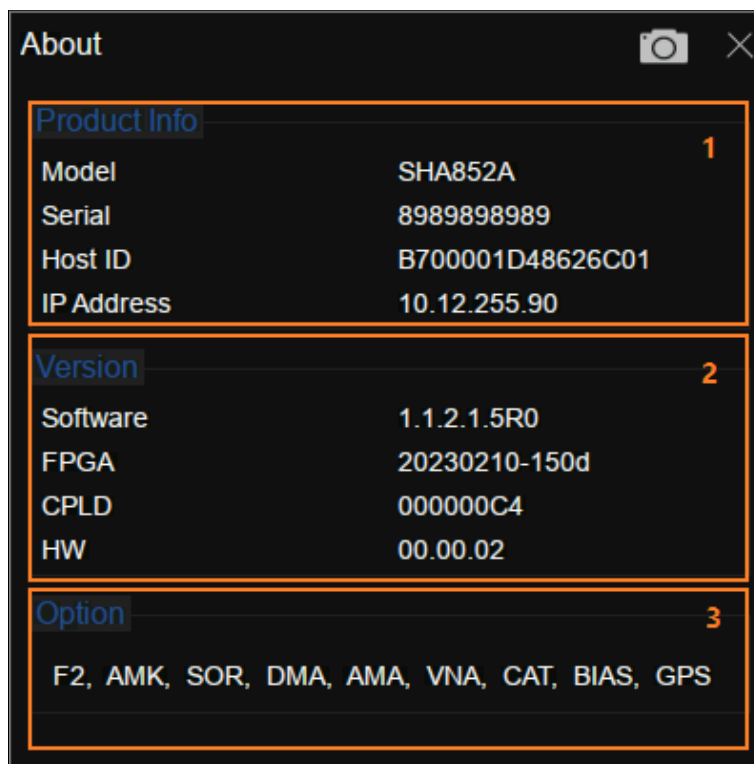 About
Product Info
1
Model SHA852A
Serial 8989898989
Host ID B700001D48626C01
IP Address 10.12.255.90
Version
2
Software 1.1.2.1.5R0
FPGA 20230210-150d
CPLD 000000C4
HW 00.00.02
Option
3
F2, AMK, SOR, DMA, AMA, VNA, CAT, BIAS, GPS